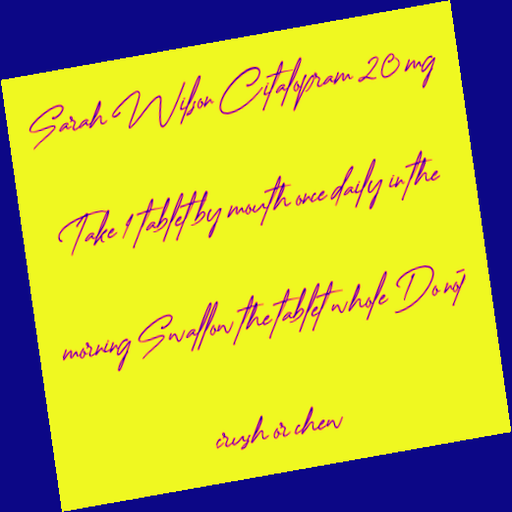 Sarah Wilson Citalopram 20 mg
Take 1 tablet by mouth once daily in the
morning Swallow the tablet whole Do not
crush or chew